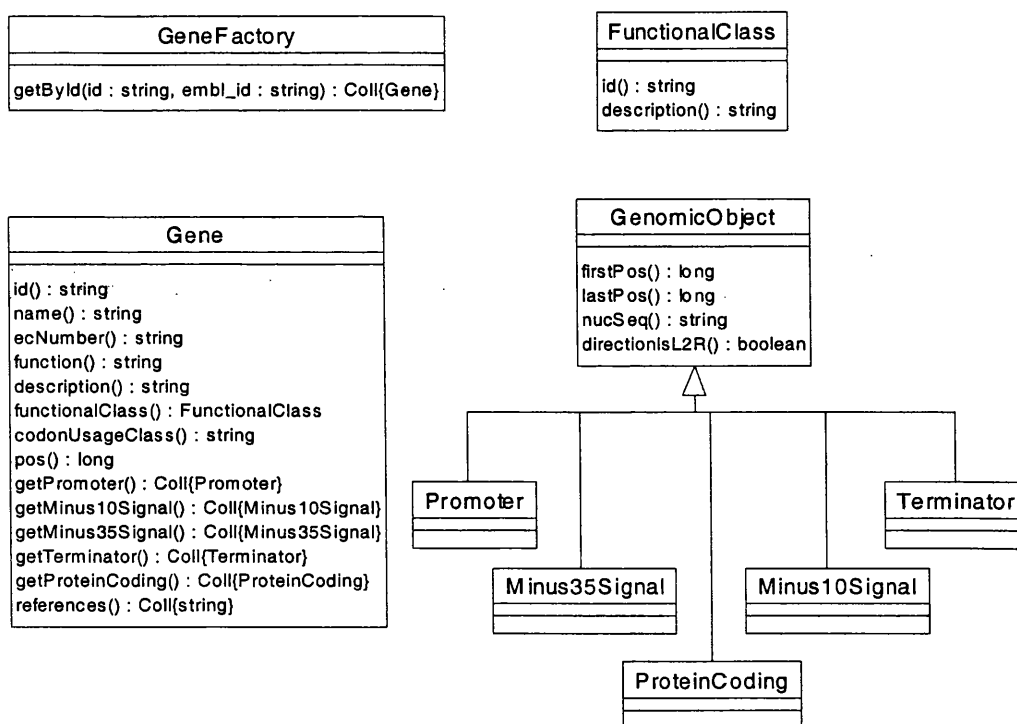 GeneFactory
getById(id : string, embl_id : string) : Coll{Gene}
FunctionalClass
id() : string
description() : string
Gene
id() : string
name() : string
ecNumber() : string
function() : string
description() : string
functionalClass() : FunctionalClass
codonUsageClass() : string
pos() : long
getPromoter() : Coll{Promoter}
getMinus10Signal() : Coll{Minus10Signal}
getMinus35Signal() : Coll{Minus35Signal}
getTerminator() : Coll{Terminator}
getProteinCoding() : Coll{ProteinCoding}
references() : Coll{string}
GenomicObject
firstPos() : long
lastPos() : long
nucSeq() : string
directionIsL2R() : boolean
Promoter
Terminator
Minus35Signal
Minus10Signal
ProteinCoding